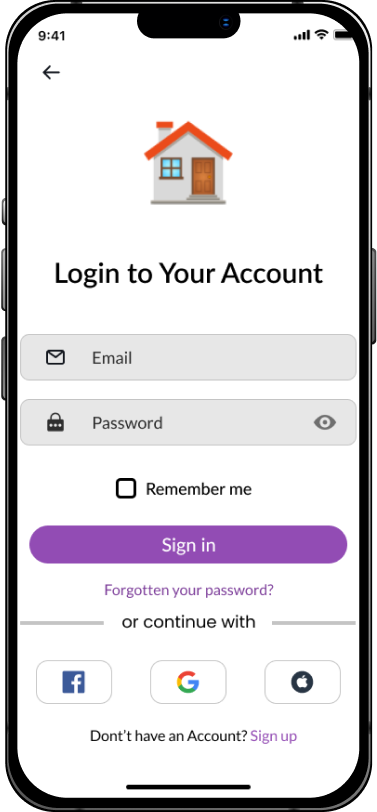 9:41
Login to Your Account
Email
Password
Remember me
Sign in
Forgotten your password?
or continue with
Dont't have an Account? Sign up